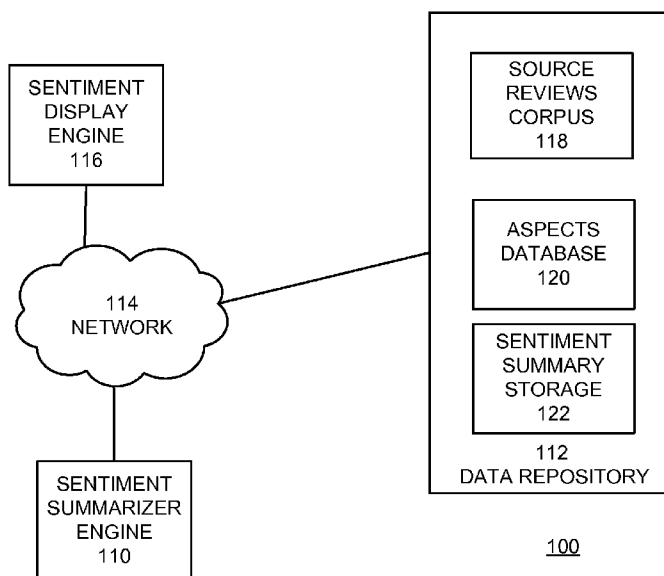 SENTIMENT
DISPLAY
ENGINE
116
SOURCE
REVIEWS
CORPUS
118
ASPECTS
DATABASE
120
114
NETWORK
SENTIMENT
SUMMARY
STORAGE
122
112
DATA REPOSITORY
SENTIMENT
SUMMARIZER
ENGINE
110
100